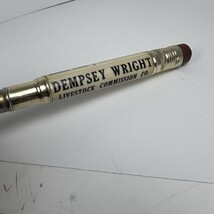 DEMPSEY WRIGHT
LIVESTOCK COMMISSION CO